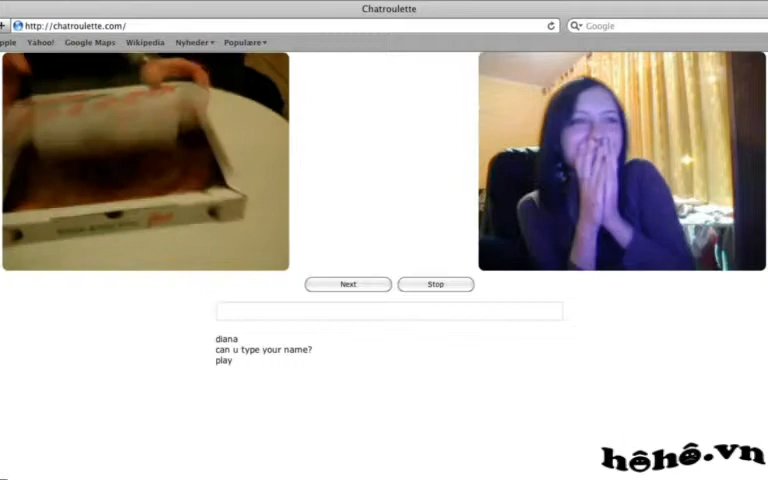 Chatroulette
http://chatroulette.com/
Google
pple Yahoo! Google Maps Wikipedia Nyheder Populære
Next Stop
diana
can u type your name?
play
hôhô.vn